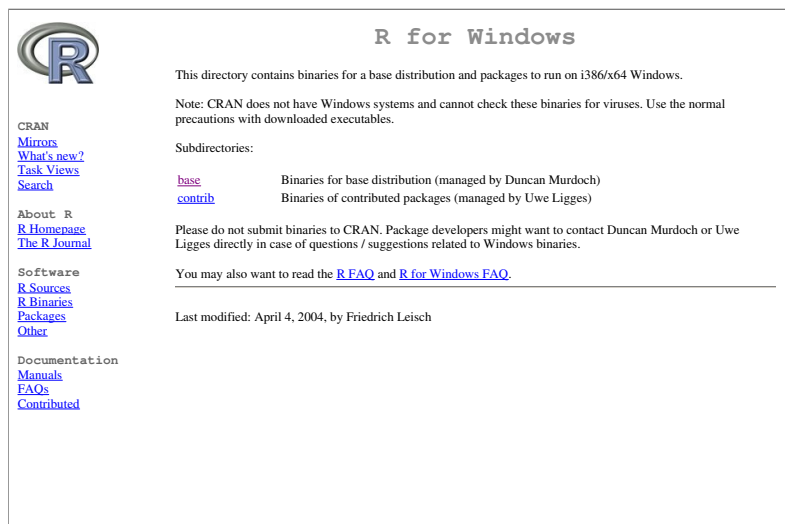 R
CRAN
Mirrors
What's new?
Task Views
Search
About R
R Homepage
The R Journal
Software
R Sources
R Binaries
Packages
Other
Documentation
Manuals
FAQs
Contributed
R for Windows
This directory contains binaries for a base distribution and packages to run on i386/x64 Windows.
Note: CRAN does not have Windows systems and cannot check these binaries for viruses. Use the normal
precautions with downloaded executables.
Subdirectories:
base Binaries for base distribution (managed by Duncan Murdoch)
contrib Binaries of contributed packages (managed by Uwe Ligges)
Please do not submit binaries to CRAN. Package developers might want to contact Duncan Murdoch or Uwe
Ligges directly in case of questions / suggestions related to Windows binaries.
You may also want to read the R FAQ and R for Windows FAQ.
Last modified: April 4, 2004, by Friedrich Leisch